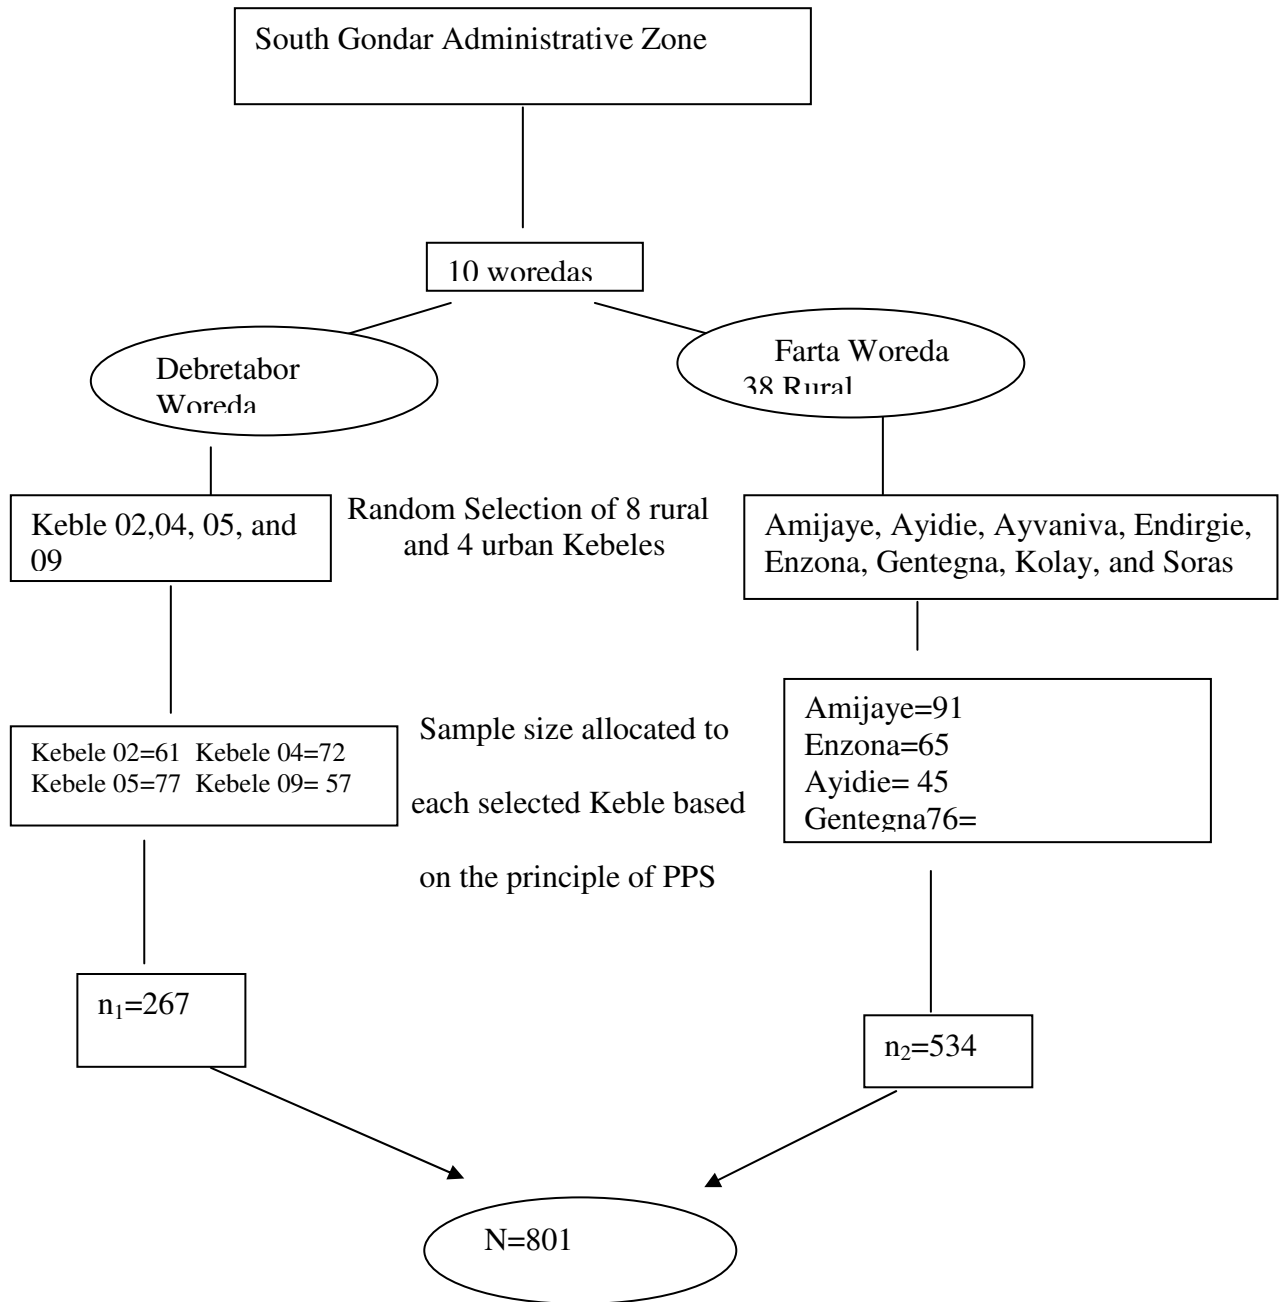 South Gondar Administrative Zone
10 woredas
Debretabor
Woreda
Farta Woreda
38 Rural
Keble 02,04, 05, and
09
Random Selection of 8 rural
and 4 urban Kebeles
Amijaye, Ayidie, Ayvaniva, Endirgie,
Enzona, Gentegna, Kolay, and Soras
Kebele 02=61 Kebele 04=72
Kebele 05=77 Kebele 09= 57
Sample size allocated to
each selected Keble based
on the principle of PPS
Amijaye=91
Enzona=65
Ayidie= 45
Gentegna76=
n₁=267
n₂=534
N=801